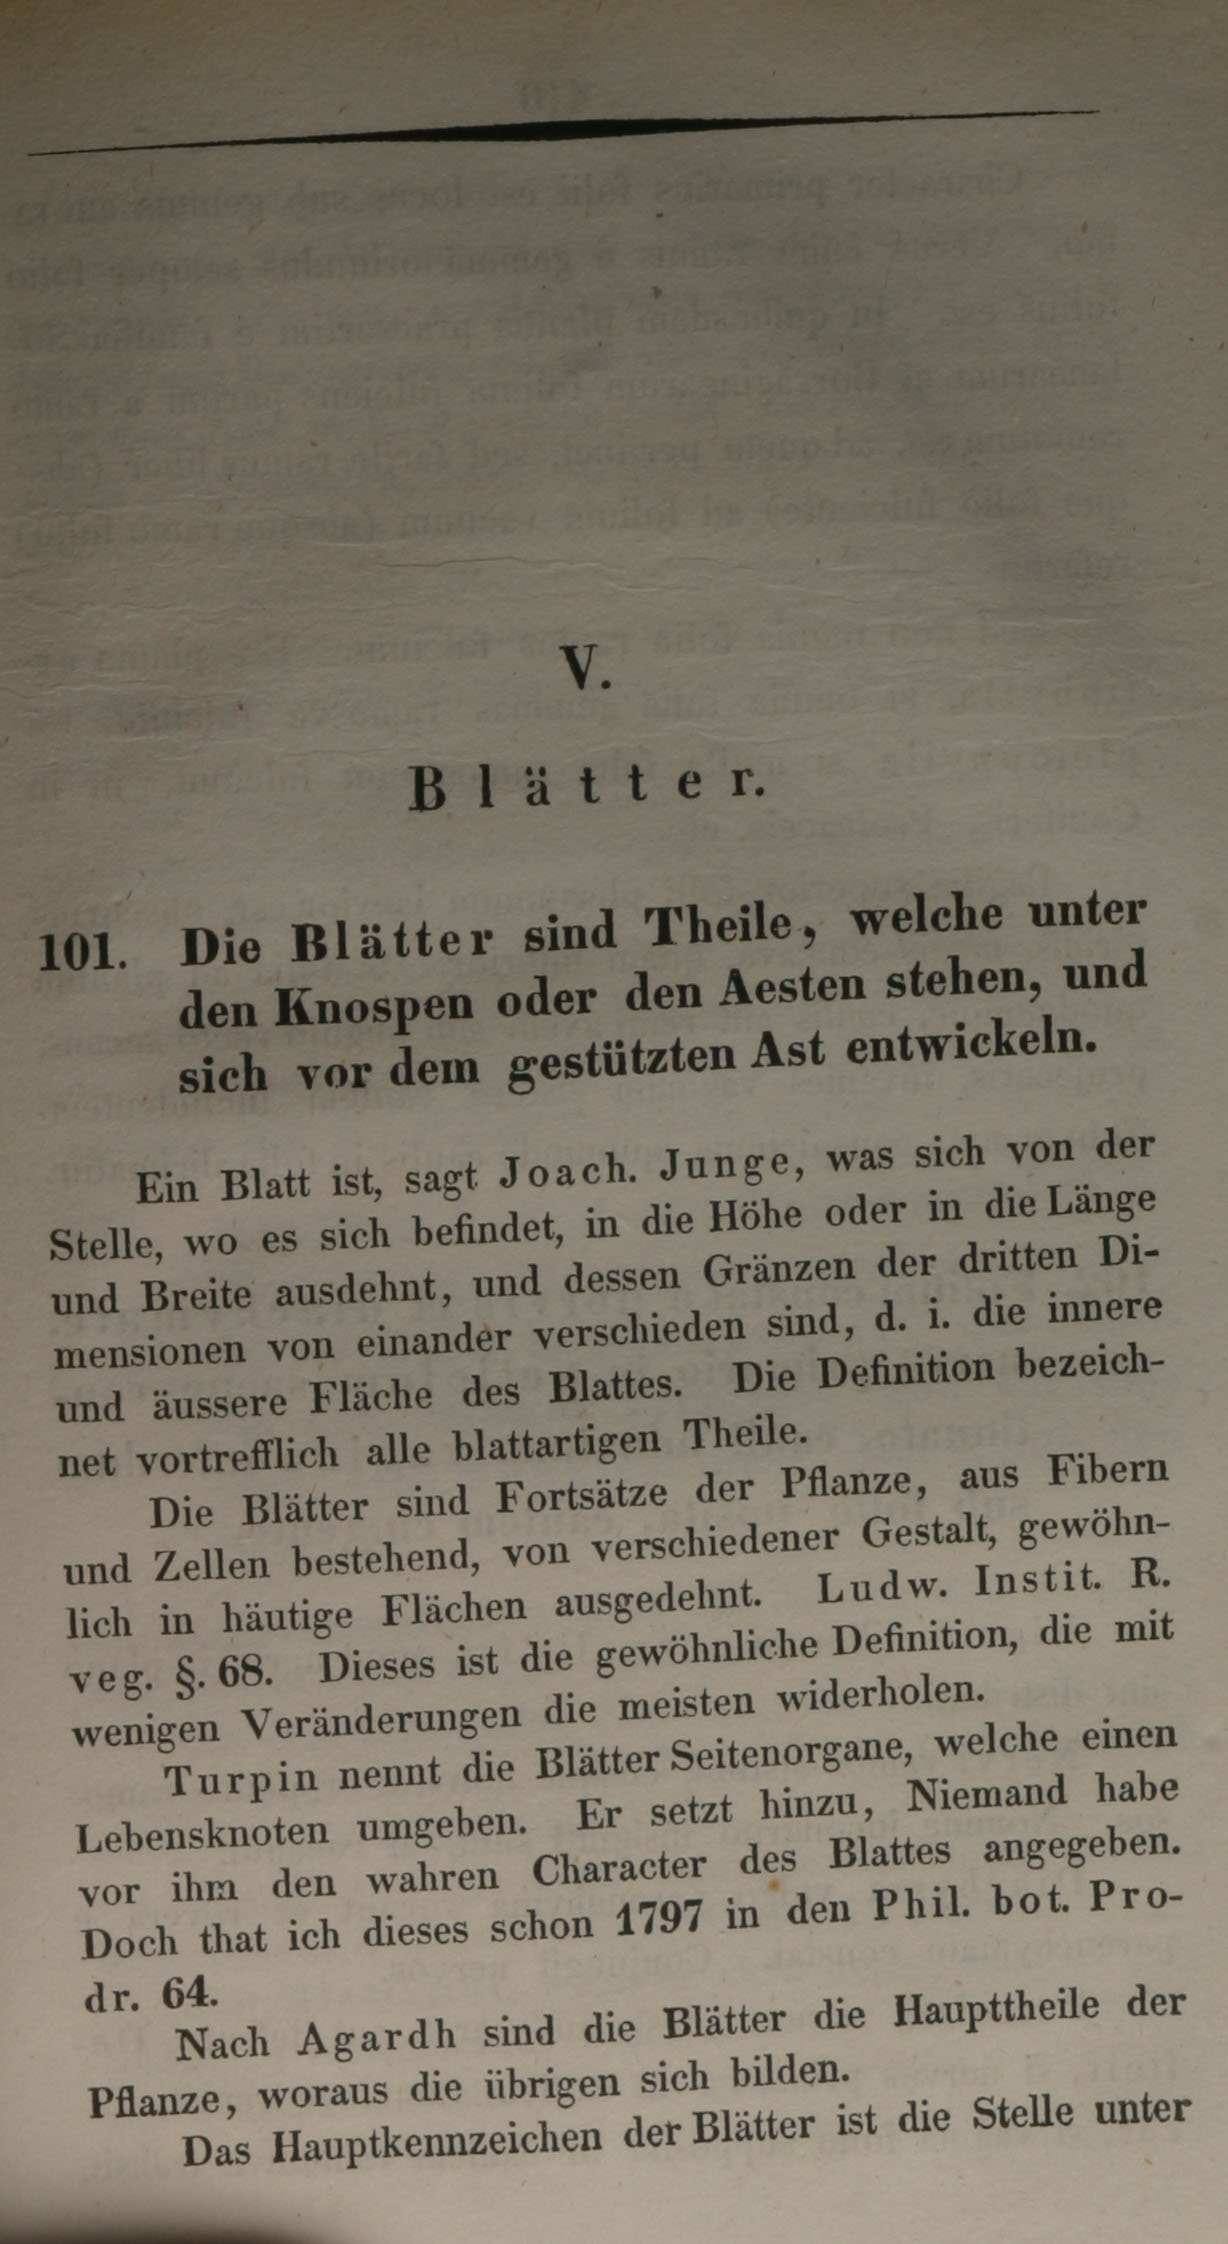 V.
Blätter.
101. Die Blätter sind Theile, welche unter
den Knospen oder den Aesten stehen, und
sich vor dem gestützten Ast entwickeln.
Ein Blatt ist, sagt Joach. Junge, was sich von der
Stelle, wo es sich befindet, in die Höhe oder in die Länge
und Breite ausdehnt, und dessen Gränzen der dritten Di-
mensionen von einander verschieden sind, d. i. die innere
und äussere Fläche des Blattes. Die Definition bezeich-
net vortrefflich alle blattartigen Theile.
Die Blätter sind Fortsätze der Pflanze, aus Fibern
und Zellen bestehend, von verschiedener Gestalt, gewöhn-
lich in häutige Flächen ausgedehnt. Ludw. Instit. R.
veg. §. 68. Dieses ist die gewöhnliche Definition, die mit
wenigen Veränderungen die meisten widerholen.
Turpin nennt die Blätter Seitenorgane, welche einen
Lebensknoten umgeben. Er setzt hinzu, Niemand habe
vor ihm den wahren Character des Blattes angegeben.
Doch that ich dieses schon 1797 in den Phil. bot. Pro-
dr. 64.
Nach Agardh sind die Blätter die Haupttheile der
Pflanze, woraus die übrigen sich bilden.
Das Hauptkennzeichen der Blätter ist die Stelle unter